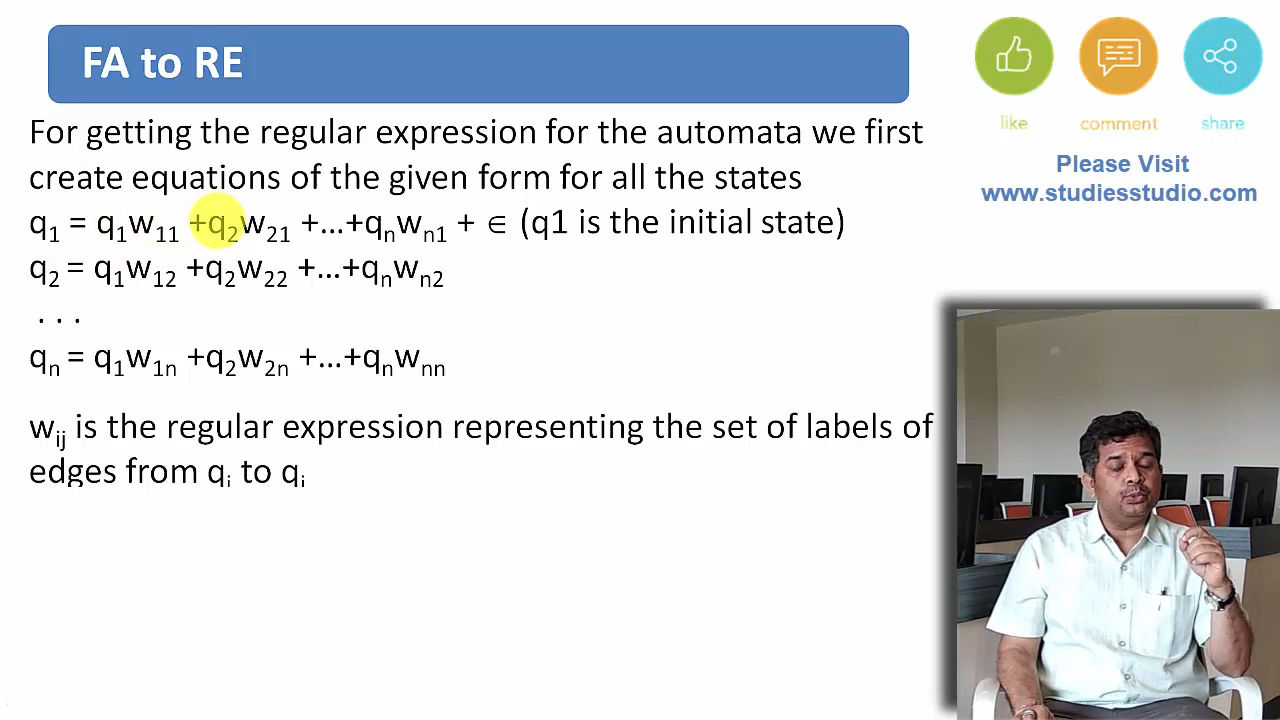 FA to RE
For getting the regular expression for the automata we first
create equations of the given form for all the states
q₁ = q₁w₁₁ +q₂w₂₁ +...+qₙwₙ₁ + ∈ (q1 is the initial state)
q₂ = q₁w₁₂ +q₂w₂₂ +...+qₙwₙ₂
. . .
qₙ = q₁w₁ₙ +q₂w₂ₙ +...+qₙwₙₙ
wᵢⱼ is the regular expression representing the set of labels of
edges from qᵢ to qⱼ
like
comment
share
Please Visit
www.studiesstudio.com